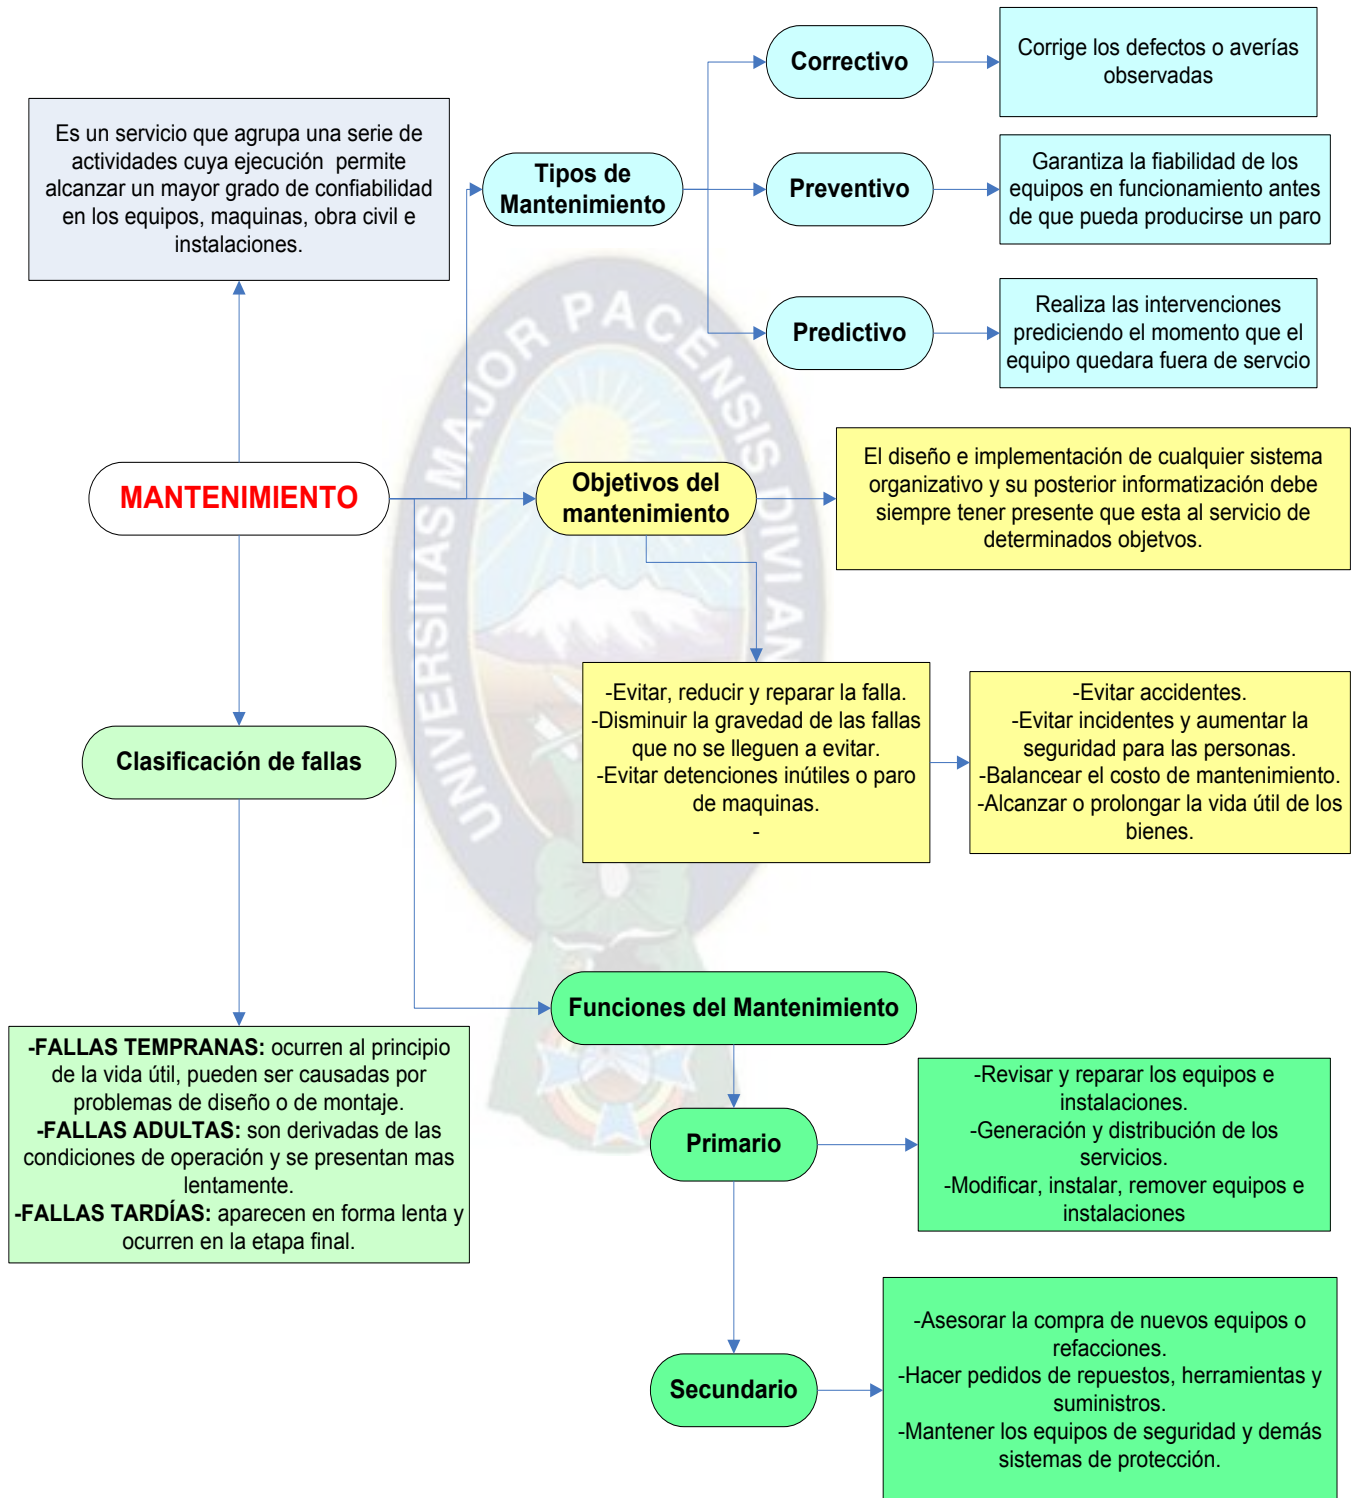 Correctivo
Corrige los defectos o averías
observadas
Es un servicio que agrupa una serie de
actividades cuya ejecución permite
alcanzar un mayor grado de confiabilidad
en los equipos, maquinas, obra civil e
instalaciones.
Tipos de
Mantenimiento
Preventivo
Garantiza la fiabilidad de los
equipos en funcionamiento antes
de que pueda producirse un paro
Predictivo
Realiza las intervenciones
prediciendo el momento que el
equipo quedara fuera de servcio
MANTENIMIENTO
Objetivos del
mantenimiento
El diseño e implementación de cualquier sistema
organizativo y su posterior informatización debe
siempre tener presente que esta al servicio de
determinados objetvos.
-Evitar, reducir y reparar la falla.
-Disminuir la gravedad de las fallas
que no se lleguen a evitar.
-Evitar detenciones inútiles o paro
de maquinas.
-
-Evitar accidentes.
-Evitar incidentes y aumentar la
seguridad para las personas.
-Balancear el costo de mantenimiento.
-Alcanzar o prolongar la vida útil de los
bienes.
Clasificación de fallas
-FALLAS TEMPRANAS: ocurren al principio
de la vida útil, pueden ser causadas por
problemas de diseño o de montaje.
-FALLAS ADULTAS: son derivadas de las
condiciones de operación y se presentan mas
lentamente.
-FALLAS TARDÍAS: aparecen en forma lenta y
ocurren en la etapa final.
Funciones del Mantenimiento
Primario
-Revisar y reparar los equipos e
instalaciones.
-Generación y distribución de los
servicios.
-Modificar, instalar, remover equipos e
instalaciones
Secundario
-Asesorar la compra de nuevos equipos o
refacciones.
-Hacer pedidos de repuestos, herramientas y
suministros.
-Mantener los equipos de seguridad y demás
sistemas de protección.
UNIVERSITAS MAJOR PACENSIS DIVI